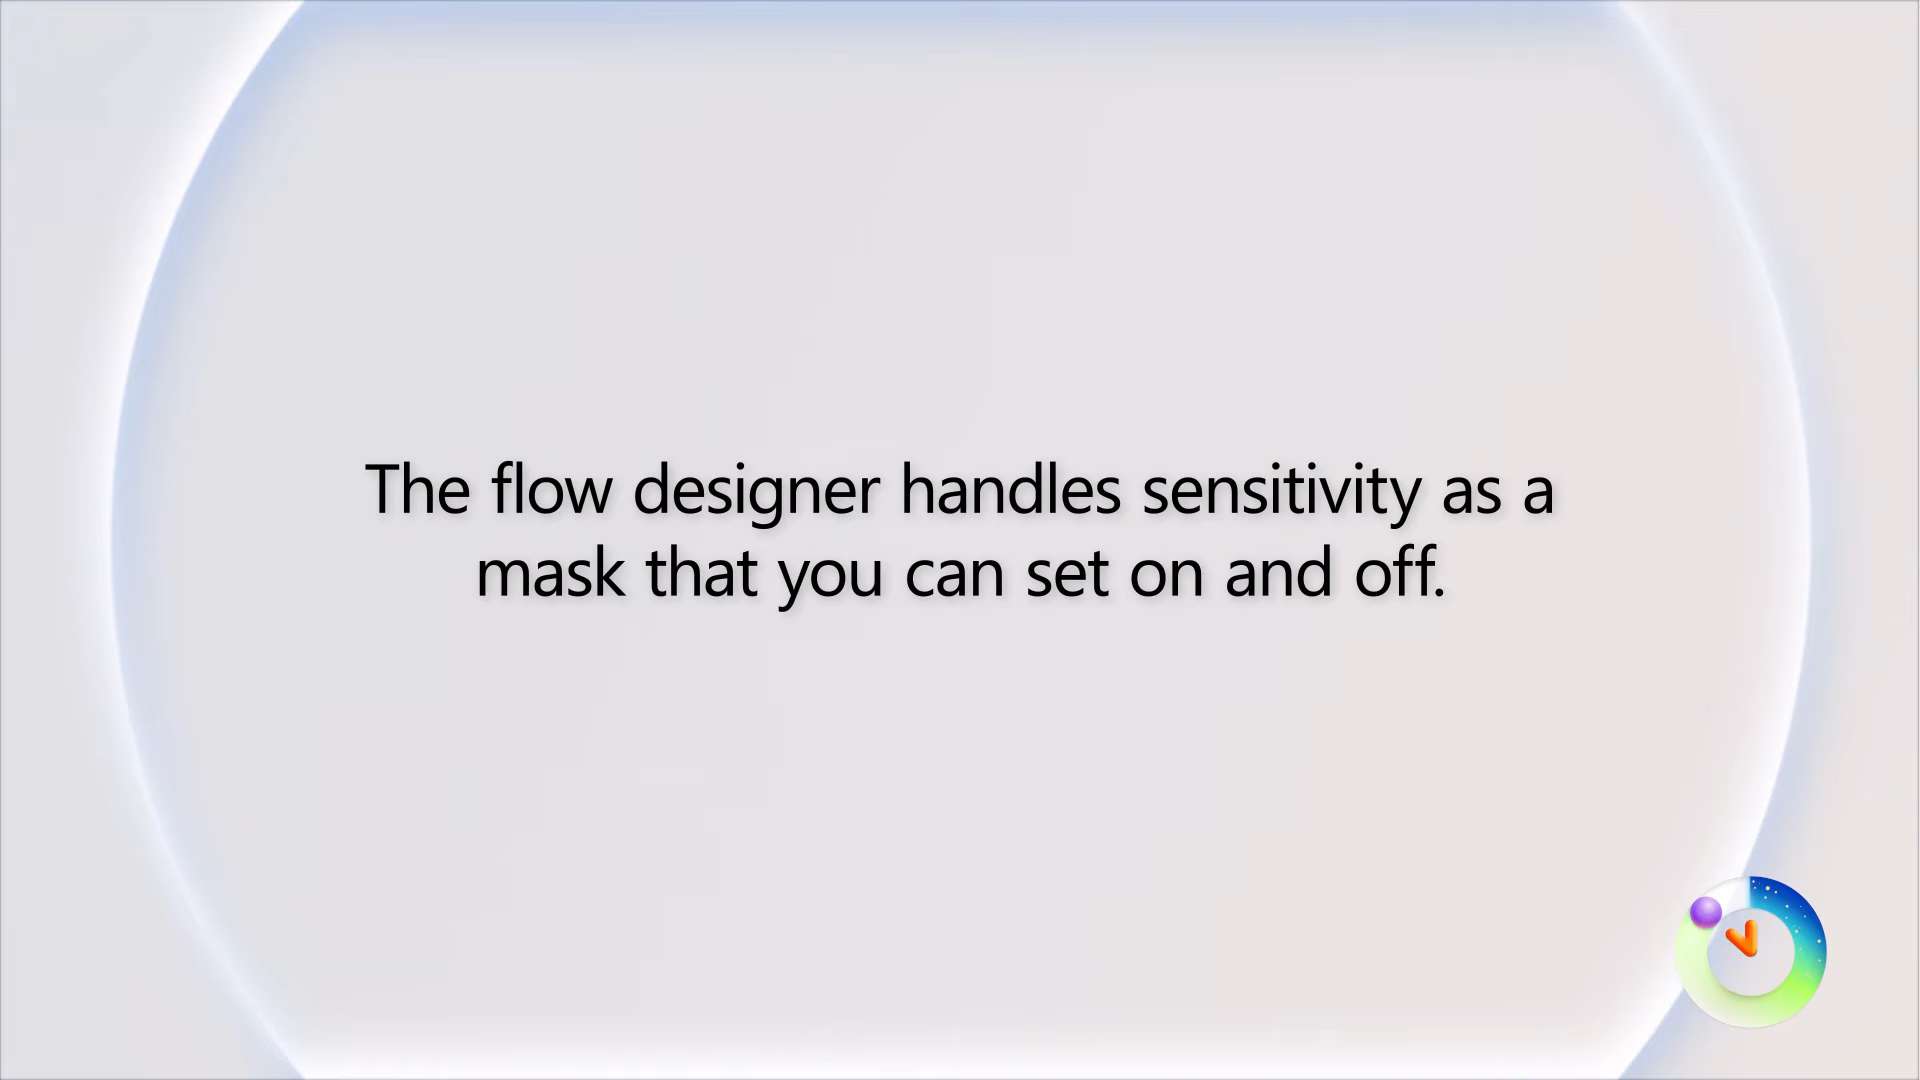 The flow designer handles sensitivity as a
mask that you can set on and off.